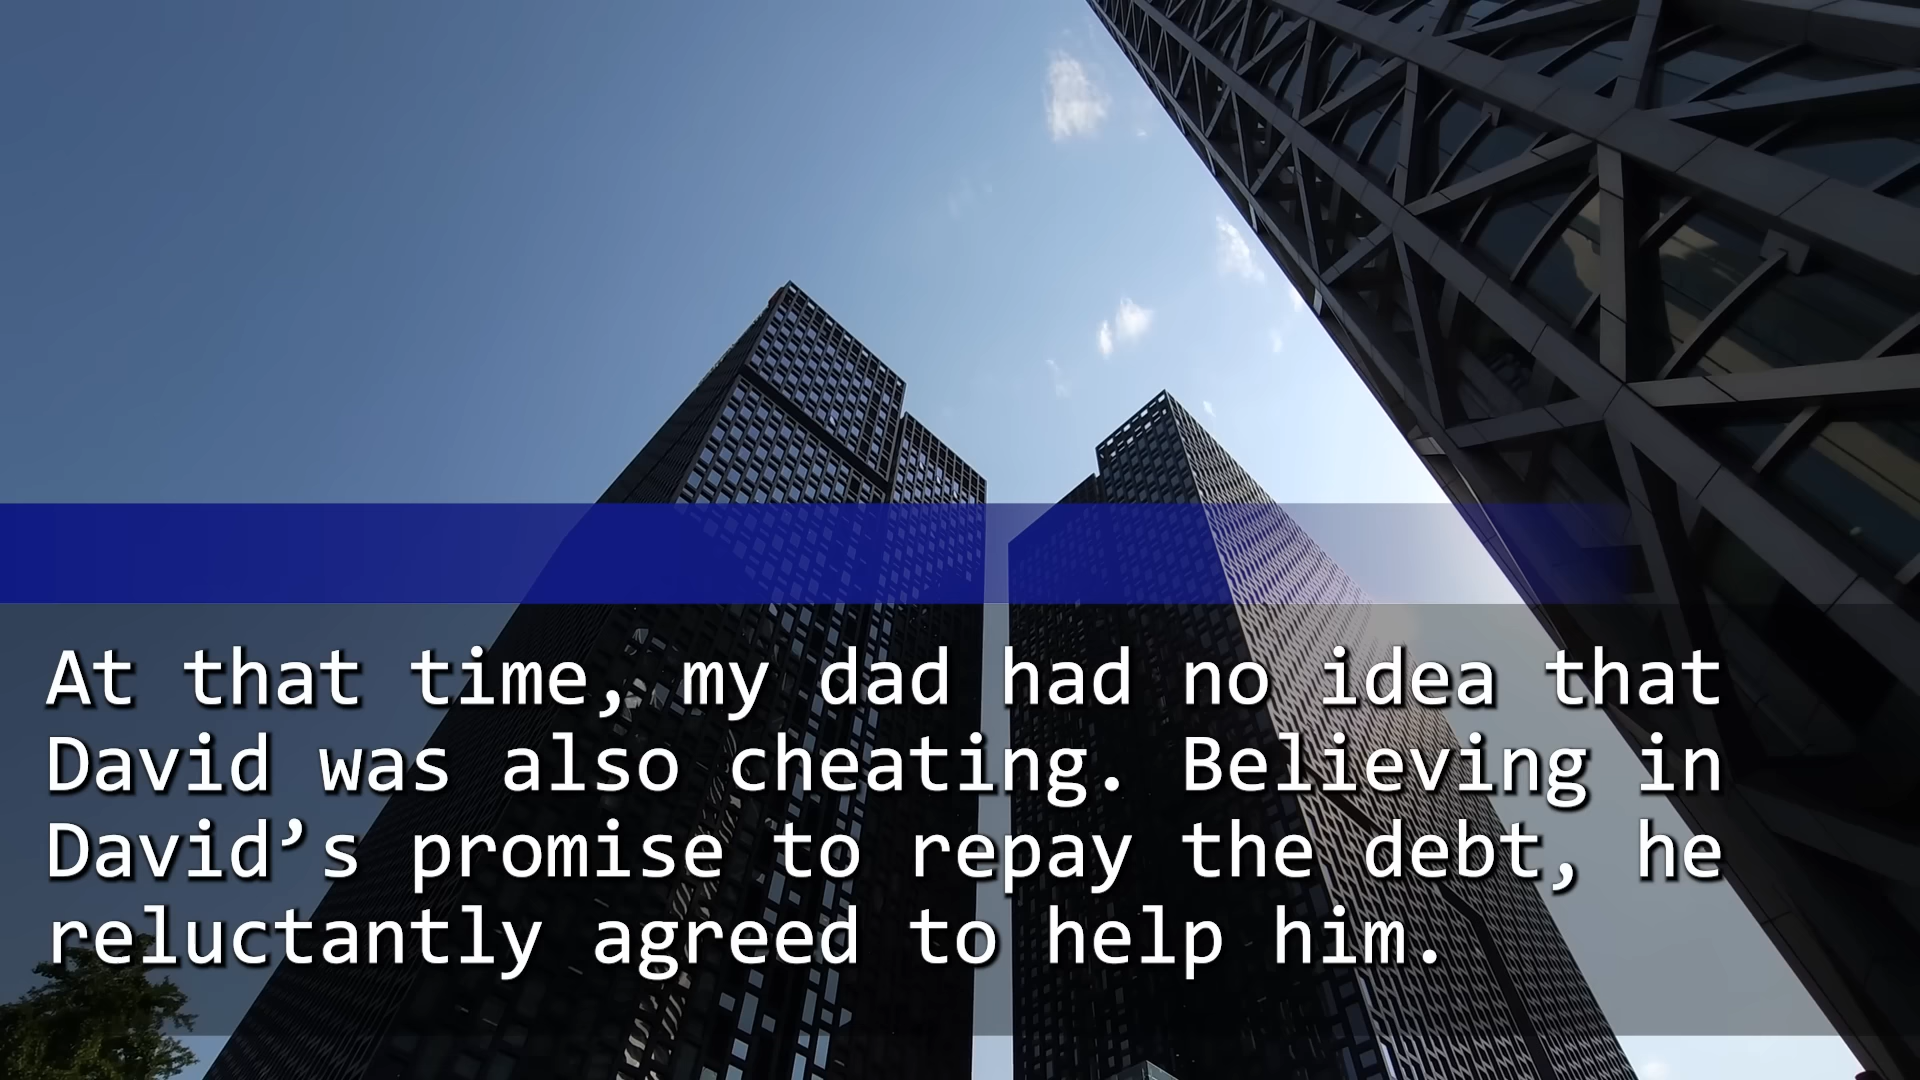 At that time, my dad had no idea that
David was also cheating. Believing in
David’s promise to repay the debt, he
reluctantly agreed to help him.